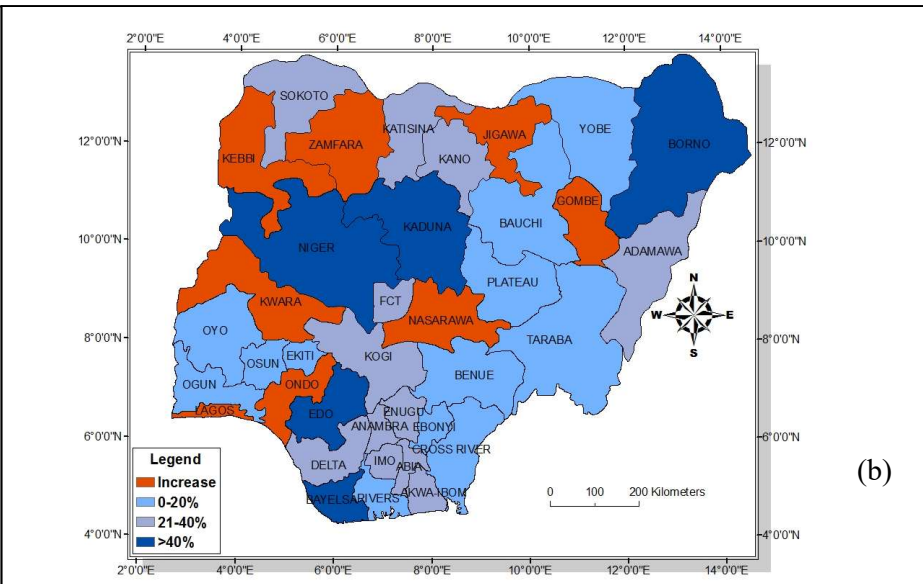 2°0'0"E 4°0'0"E 6°0'0"E 8°0'0"E 10°0'0"E 12°0'0"E 14°0'0"E
SOKOTO
12°0'0"N KEBBI ZAMFARA KATISINA KANO JIGAWA YOBE BORNO 12°0'0"N
GOMBE
BAUCHI
10°0'0"N NIGER KADUNA ADAMAWA 10°0'0"N
PLATEAU
N
KWARA FCT NASARAWA
W E
S
8°0'0"N OYO TARABA 8°0'0"N
KOGI
OSUN EKITI
OGUN BENUE
ONDO
LAGOS EDO ENUGU
6°0'0"N ANAMBRA EBONYI 6°0'0"N
CROSS RIVER
DELTA IMO ABIA
BAYELSA RIVERS AKWA-IBOM
Legend
Increase
0-20%
21-40%
>40%
0 100 200 Kilometers
(b)
4°0'0"N 4°0'0"N
2°0'0"E 4°0'0"E 6°0'0"E 8°0'0"E 10°0'0"E 12°0'0"E 14°0'0"E